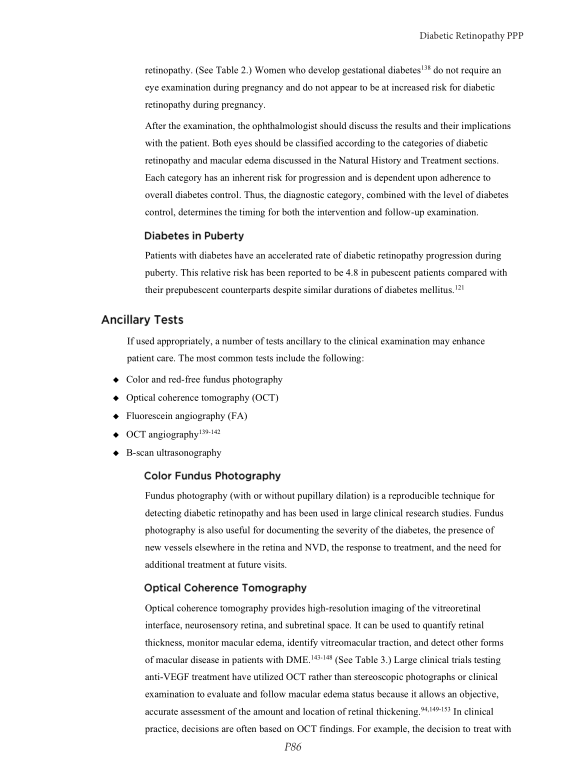 Diabetic Retinopathy PPP
retinopathy. (See Table 2.) Women who develop gestational diabetes138 do not require an
eye examination during pregnancy and do not appear to be at increased risk for diabetic
retinopathy during pregnancy.
After the examination, the ophthalmologist should discuss the results and their implications
with the patient. Both eyes should be classified according to the categories of diabetic
retinopathy and macular edema discussed in the Natural History and Treatment sections.
Each category has an inherent risk for progression and is dependent upon adherence to
overall diabetes control. Thus, the diagnostic category, combined with the level of diabetes
control, determines the timing for both the intervention and follow-up examination.
Diabetes in Puberty
Patients with diabetes have an accelerated rate of diabetic retinopathy progression during
puberty. This relative risk has been reported to be 4.8 in pubescent patients compared with
their prepubescent counterparts despite similar durations of diabetes mellitus.121
Ancillary Tests
If used appropriately, a number of tests ancillary to the clinical examination may enhance
patient care. The most common tests include the following:
◆ Color and red-free fundus photography
◆ Optical coherence tomography (OCT)
◆ Fluorescein angiography (FA)
◆ OCT angiography139-142
◆ B-scan ultrasonography
Color Fundus Photography
Fundus photography (with or without pupillary dilation) is a reproducible technique for
detecting diabetic retinopathy and has been used in large clinical research studies. Fundus
photography is also useful for documenting the severity of the diabetes, the presence of
new vessels elsewhere in the retina and NVD, the response to treatment, and the need for
additional treatment at future visits.
Optical Coherence Tomography
Optical coherence tomography provides high-resolution imaging of the vitreoretinal
interface, neurosensory retina, and subretinal space. It can be used to quantify retinal
thickness, monitor macular edema, identify vitreomacular traction, and detect other forms
of macular disease in patients with DME.143-148 (See Table 3.) Large clinical trials testing
anti-VEGF treatment have utilized OCT rather than stereoscopic photographs or clinical
examination to evaluate and follow macular edema status because it allows an objective,
accurate assessment of the amount and location of retinal thickening.94,149-153 In clinical
practice, decisions are often based on OCT findings. For example, the decision to treat with
P86